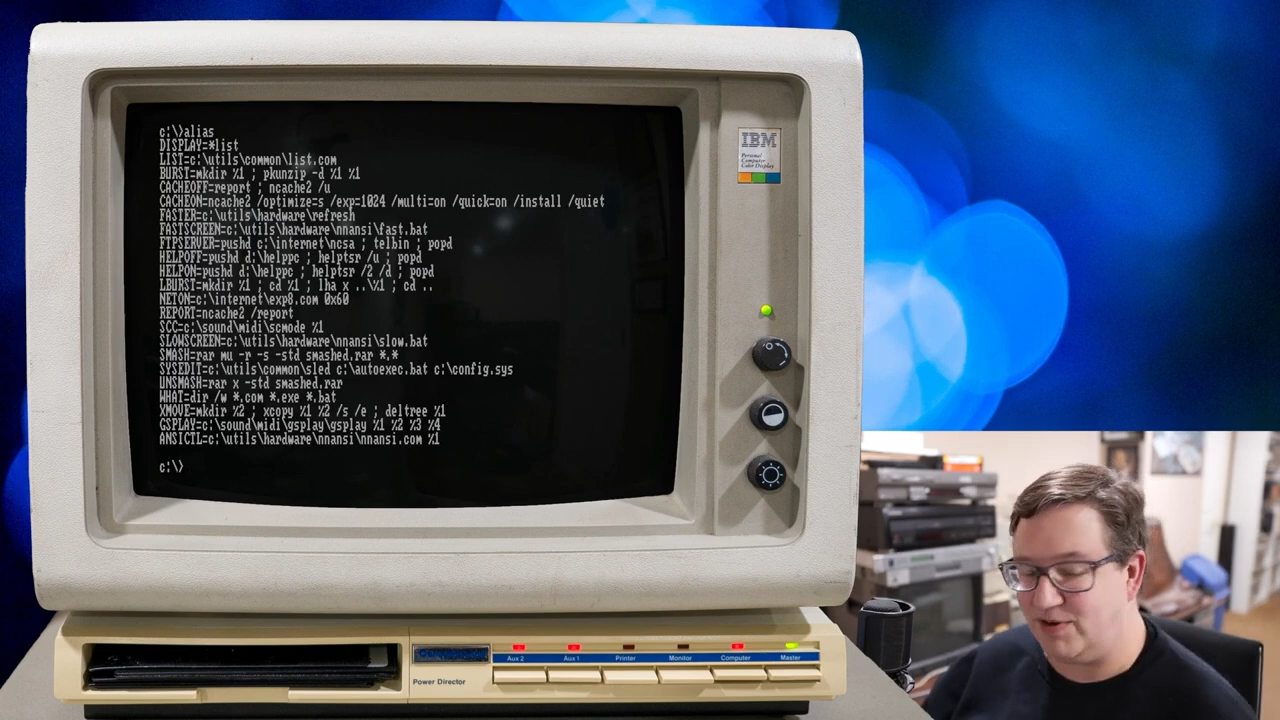 c:\>alias
DISPLAY=*list
LIST=c:\utils\common\list.com
BURST=mkdir %1 ; pkunzip -d %1 %1
CACHEOFF=report ; ncache2 /u
CACHEON=ncache2 /optimize=s /exp=1024 /multi=on /quick=on /install /quiet
FASTER=c:\utils\hardware\refresh
FASTSCREEN=c:\utils\hardware\nnansi\fast.bat
FTPSERVER=pushd c:\internet\ncsa ; telbin ; popd
HELPOFF=pushd d:\helppc ; helptsr /u ; popd
HELPON=pushd d:\helppc ; helptsr /2 /d ; popd
LBURST=mkdir %1 ; cd %1 ; lha x ..\%1 ; cd ..
NETON=c:\internet\exp8.com 0x60
REPORT=ncache2 /report
SCC=c:\sound\midi\scmode %1
SLOWSCREEN=c:\utils\hardware\nnansi\slow.bat
SMASH=rar mu -r -s -std smashed.rar *.*
SYSEDIT=c:\utils\common\sled c:\autoexec.bat c:\config.sys
UNSMASH=rar x -std smashed.rar
WHAT=dir /w *.com *.exe *.bat
XMOVE=mkdir %2 ; xcopy %1 %2 /s /e ; deltree %1
GSPLAY=c:\sound\midi\gsplay\gsplay %1 %2 %3 %4
ANSICTL=c:\utils\hardware\nnansi\nnansi.com %1
c:\>
IBM
Personal
Computer
Color Display
Power Director
Aux 2 Aux 1 Printer Monitor Computer Master